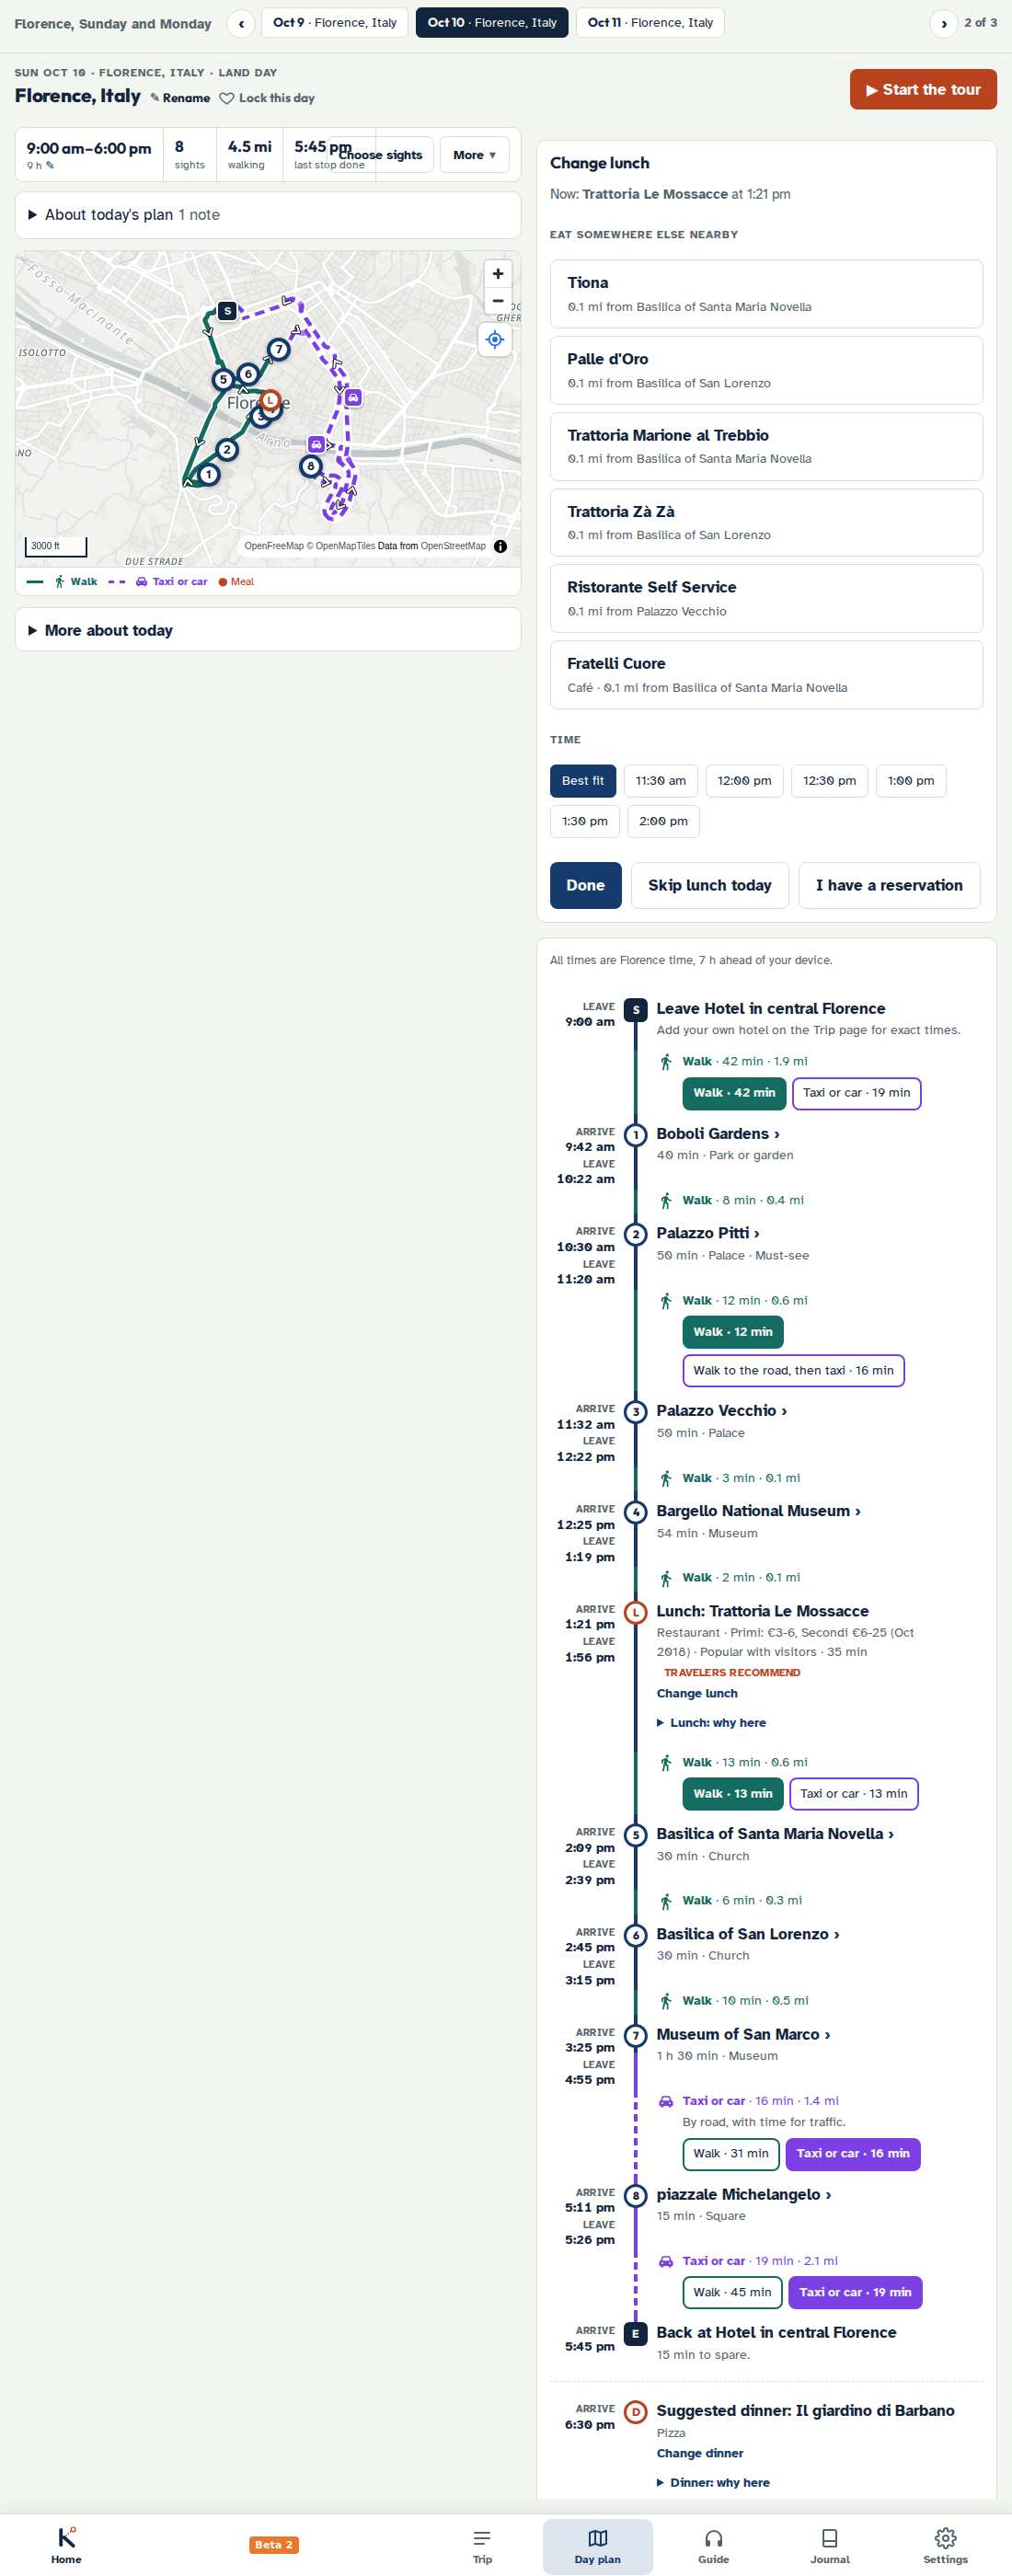 Florence, Sunday and Monday
‹
Oct 9 · Florence, Italy
Oct 10 · Florence, Italy
Oct 11 · Florence, Italy
›
2 of 3
SUN OCT 10 · FLORENCE, ITALY · LAND DAY
Florence, Italy ✎ Rename Lock this day
▶ Start the tour
9:00 am–6:00 pm
9 h ✎
8
sights
4.5 mi
walking
5:45 pm
last stop done
Choose sights
More ▾
▶ About today's plan 1 note
Fosso-Macinante
ISOLOTTO
GHER
+
−
S
7
5
6
L
3
2
1
8
Arno
3000 ft
DUE STRADE
OpenFreeMap © OpenMapTiles Data from OpenStreetMap
Walk
Taxi or car
Meal
▶ More about today
Change lunch
Now: Trattoria Le Mossacce at 1:21 pm
EAT SOMEWHERE ELSE NEARBY
Tiona
0.1 mi from Basilica of Santa Maria Novella
Palle d'Oro
0.1 mi from Basilica of San Lorenzo
Trattoria Marione al Trebbio
0.1 mi from Basilica of Santa Maria Novella
Trattoria Zà Zà
0.1 mi from Basilica of San Lorenzo
Ristorante Self Service
0.1 mi from Palazzo Vecchio
Fratelli Cuore
Café · 0.1 mi from Basilica of Santa Maria Novella
TIME
Best fit 11:30 am 12:00 pm 12:30 pm 1:00 pm
1:30 pm 2:00 pm
Done Skip lunch today I have a reservation
All times are Florence time, 7 h ahead of your device.
LEAVE
9:00 am
S
Leave Hotel in central Florence
Add your own hotel on the Trip page for exact times.
Walk · 42 min · 1.9 mi
Walk · 42 min Taxi or car · 19 min
ARRIVE
9:42 am
LEAVE
10:22 am
1
Boboli Gardens ›
40 min · Park or garden
Walk · 8 min · 0.4 mi
ARRIVE
10:30 am
LEAVE
11:20 am
2
Palazzo Pitti ›
50 min · Palace · Must-see
Walk · 12 min · 0.6 mi
Walk · 12 min
Walk to the road, then taxi · 16 min
ARRIVE
11:32 am
LEAVE
12:22 pm
3
Palazzo Vecchio ›
50 min · Palace
Walk · 3 min · 0.1 mi
ARRIVE
12:25 pm
LEAVE
1:19 pm
4
Bargello National Museum ›
54 min · Museum
Walk · 2 min · 0.1 mi
ARRIVE
1:21 pm
LEAVE
1:56 pm
L
Lunch: Trattoria Le Mossacce
Restaurant · Primi: €3-6, Secondi €6-25 (Oct
2018) · Popular with visitors · 35 min
TRAVELERS RECOMMEND
Change lunch
▶ Lunch: why here
Walk · 13 min · 0.6 mi
Walk · 13 min Taxi or car · 13 min
ARRIVE
2:09 pm
LEAVE
2:39 pm
5
Basilica of Santa Maria Novella ›
30 min · Church
Walk · 6 min · 0.3 mi
ARRIVE
2:45 pm
LEAVE
3:15 pm
6
Basilica of San Lorenzo ›
30 min · Church
Walk · 10 min · 0.5 mi
ARRIVE
3:25 pm
LEAVE
4:55 pm
7
Museum of San Marco ›
1 h 30 min · Museum
Taxi or car · 16 min · 1.4 mi
By road, with time for traffic.
Walk · 31 min Taxi or car · 16 min
ARRIVE
5:11 pm
LEAVE
5:26 pm
8
piazzale Michelangelo ›
15 min · Square
Taxi or car · 19 min · 2.1 mi
Walk · 45 min Taxi or car · 19 min
ARRIVE
5:45 pm
E
Back at Hotel in central Florence
15 min to spare.
ARRIVE
6:30 pm
D
Suggested dinner: Il giardino di Barbano
Pizza
Change dinner
▶ Dinner: why here
Home
Beta 2
Trip
Day plan
Guide
Journal
Settings